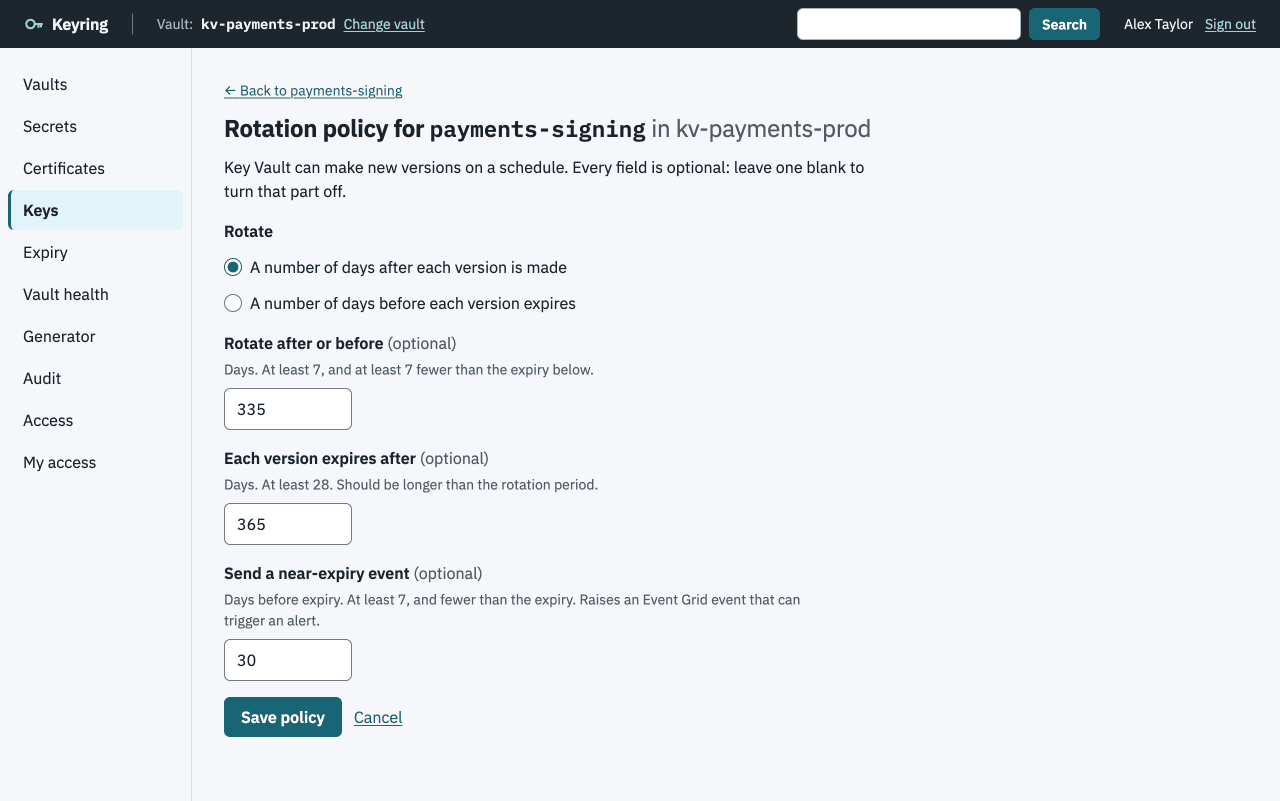 Keyring
Vault: kv-payments-prod Change vault
Search
Alex Taylor Sign out
Vaults
Secrets
Certificates
Keys
Expiry
Vault health
Generator
Audit
Access
My access
← Back to payments-signing
Rotation policy for payments-signing in kv-payments-prod
Key Vault can make new versions on a schedule. Every field is optional: leave one blank to
turn that part off.
Rotate
A number of days after each version is made
A number of days before each version expires
Rotate after or before (optional)
Days. At least 7, and at least 7 fewer than the expiry below.
335
Each version expires after (optional)
Days. At least 28. Should be longer than the rotation period.
365
Send a near-expiry event (optional)
Days before expiry. At least 7, and fewer than the expiry. Raises an Event Grid event that can
trigger an alert.
30
Save policy Cancel